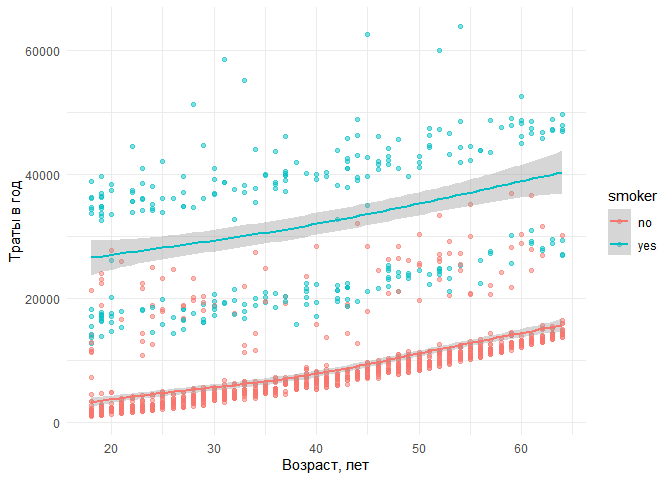 60000
40000
20000
0
Траты в год
20
30
40
50
60
Возраст, лет
smoker
no
yes